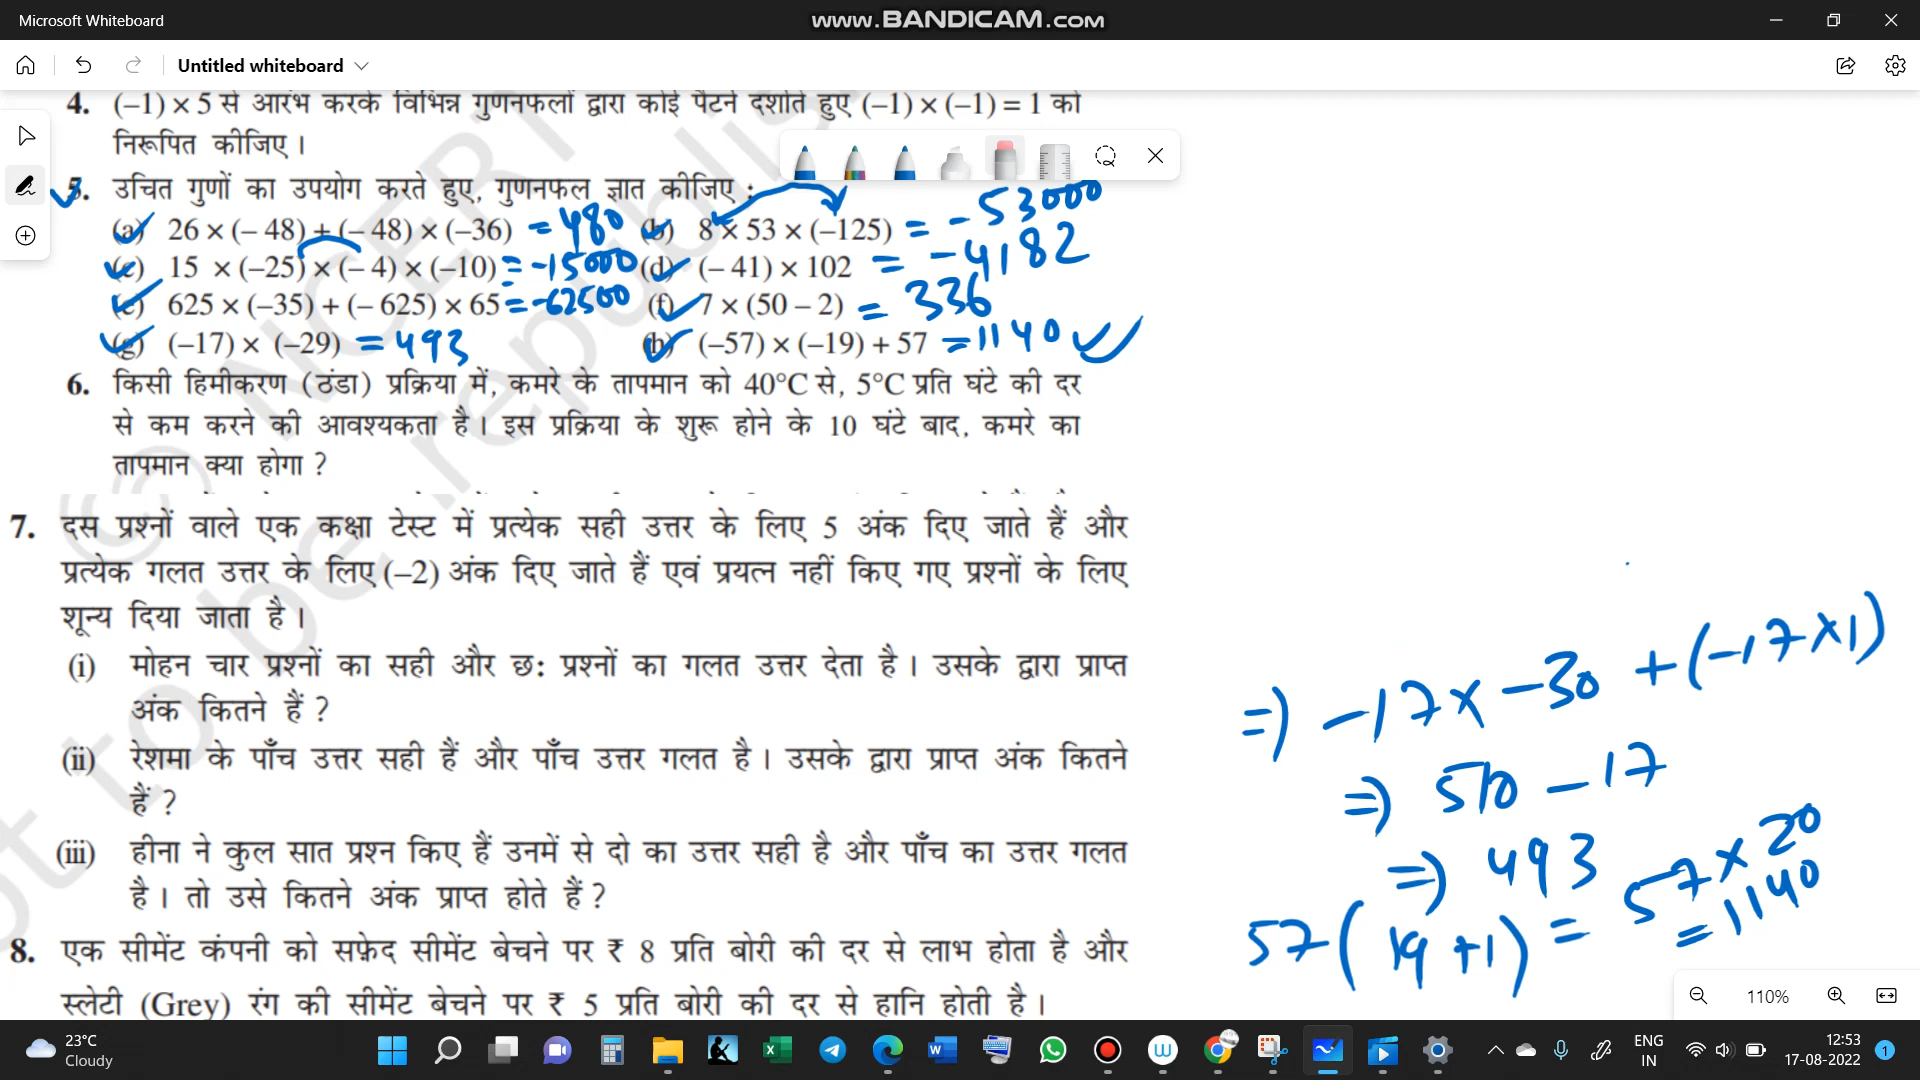 Microsoft Whiteboard
www.BANDICAM.com
Untitled whiteboard
4. (–1) × 5 से आरंभ करके विभिन्न गुणनफलों द्वारा कोई पैटर्न दर्शाते हुए (–1) × (–1) = 1 को
निरूपित कीजिए।
5. उचित गुणों का उपयोग करते हुए, गुणनफल ज्ञात कीजिए :
(a) 26 × (– 48) + (– 48) × (–36) = 480 (b) 8 × 53 × (–125) = -53000
(c) 15 × (–25) × (– 4) × (–10) = -15000 (d) (– 41) × 102 = -4182
(e) 625 × (–35) + (– 625) × 65 = -62500 (f) 7 × (50 – 2) = 336
(g) (–17) × (–29) = 493 (h) (–57) × (–19) + 57 = 1140
6. किसी हिमीकरण (ठंडा) प्रक्रिया में, कमरे के तापमान को 40°C से, 5°C प्रति घंटे की दर
से कम करने की आवश्यकता है। इस प्रक्रिया के शुरू होने के 10 घंटे बाद, कमरे का
तापमान क्या होगा ?
7. दस प्रश्नों वाले एक कक्षा टेस्ट में प्रत्येक सही उत्तर के लिए 5 अंक दिए जाते हैं और
प्रत्येक गलत उत्तर के लिए (–2) अंक दिए जाते हैं एवं प्रयत्न नहीं किए गए प्रश्नों के लिए
शून्य दिया जाता है।
(i) मोहन चार प्रश्नों का सही और छ: प्रश्नों का गलत उत्तर देता है। उसके द्वारा प्राप्त
अंक कितने हैं ?
(ii) रेशमा के पाँच उत्तर सही हैं और पाँच उत्तर गलत है। उसके द्वारा प्राप्त अंक कितने
हैं ?
(iii) हीना ने कुल सात प्रश्न किए हैं उनमें से दो का उत्तर सही है और पाँच का उत्तर गलत
है। तो उसे कितने अंक प्राप्त होते हैं ?
8. एक सीमेंट कंपनी को सफ़ेद सीमेंट बेचने पर ₹ 8 प्रति बोरी की दर से लाभ होता है और
स्लेटी (Grey) रंग की सीमेंट बेचने पर ₹ 5 प्रति बोरी की दर से हानि होती है।
⇒ -17 × -30 + (-17×1)
⇒ 510 - 17
⇒ 493
57(19+1) = 57×20
= 1140
© NCERT
not to be republis
110%
23°C
Cloudy
ENG
IN
12:53
17-08-2022
1